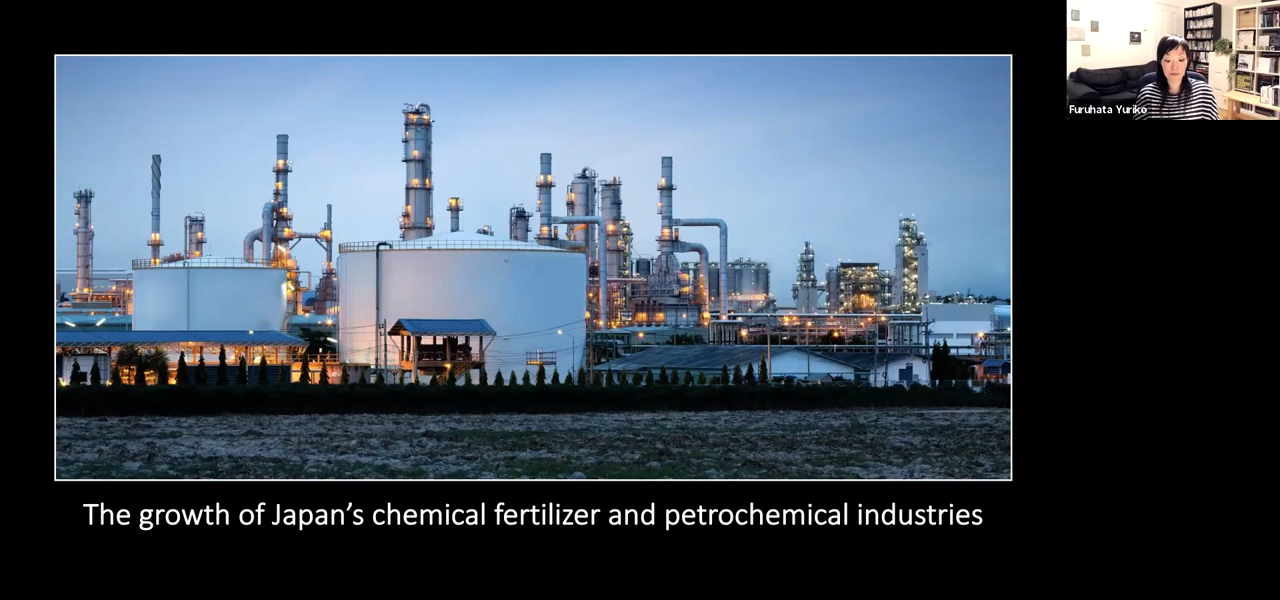 Furuhata Yuriko
The growth of Japan's chemical fertilizer and petrochemical industries